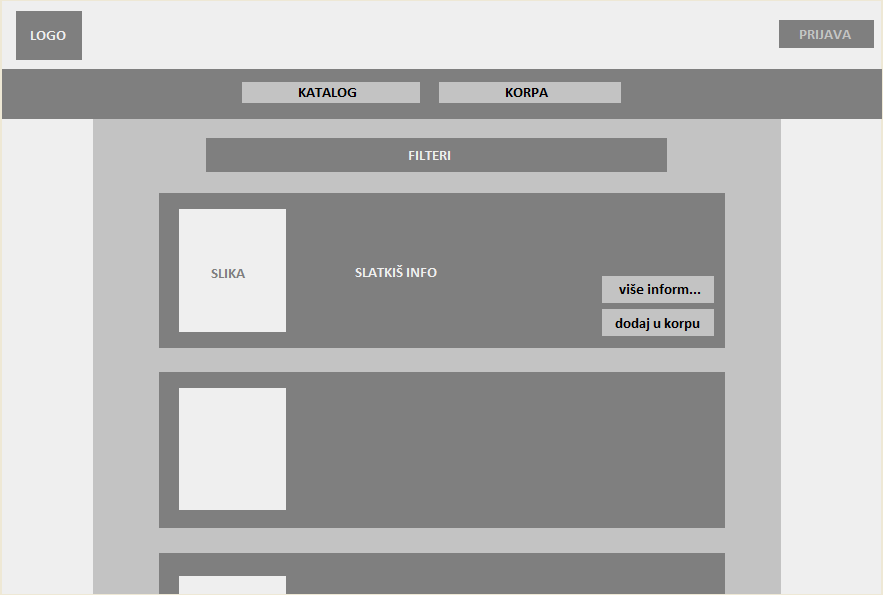 LOGO
PRIJAVA
KATALOG
KORPA
FILTERI
SLIKA
SLATKIŠ INFO
više inform...
dodaj u korpu